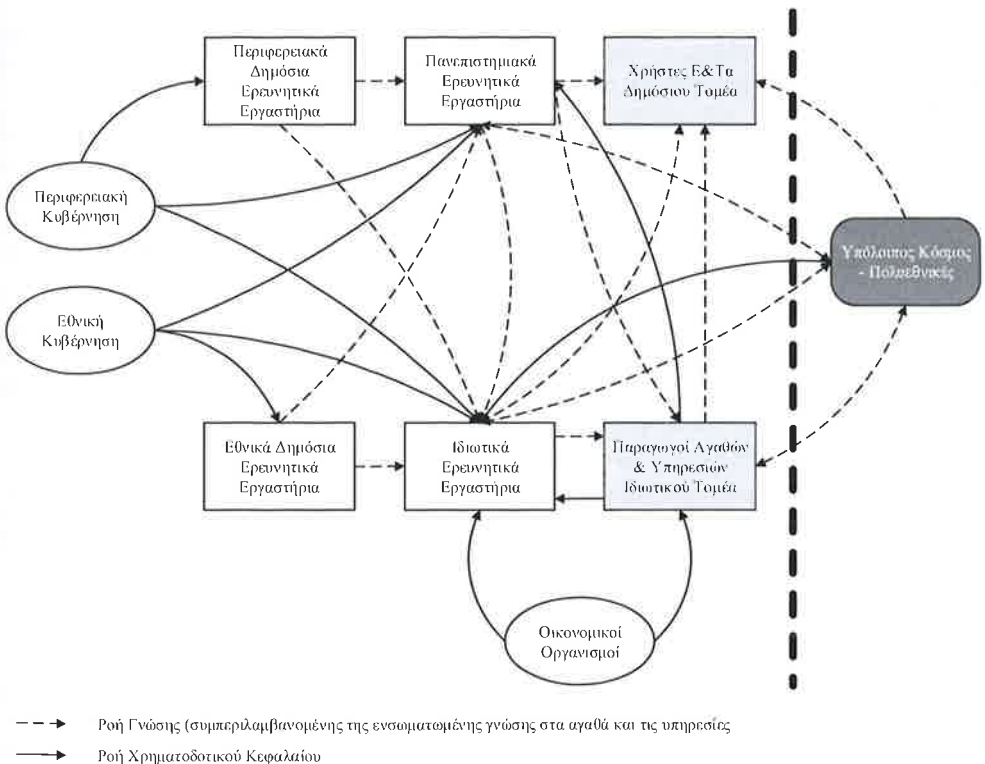 Περιφερειακά
Δημόσια
Ερευνητικά
Εργαστήρια
Πανεπιστημιακά
Ερευνητικά
Εργαστήρια
Χρήστες Ε&Τα
Δημόσιου Τομέα
Περιφερειακή
Κυβέρνηση
Υπόλοιπος Κόσμος
- Πολυεθνικές
Εθνική
Κυβέρνηση
Εθνικά Δημόσια
Ερευνητικά
Εργαστήρια
Ιδιωτικά
Ερευνητικά
Εργαστήρια
Παραγωγοί Αγαθών
& Υπηρεσιών
Ιδιωτικού Τομέα
Οικονομικοί
Οργανισμοί
Ροή Γνώσης (συμπεριλαμβανομένης της ενσωματωμένης γνώσης στα αγαθά και τις υπηρεσίες
Ροή Χρηματοδοτικού Κεφαλαίου